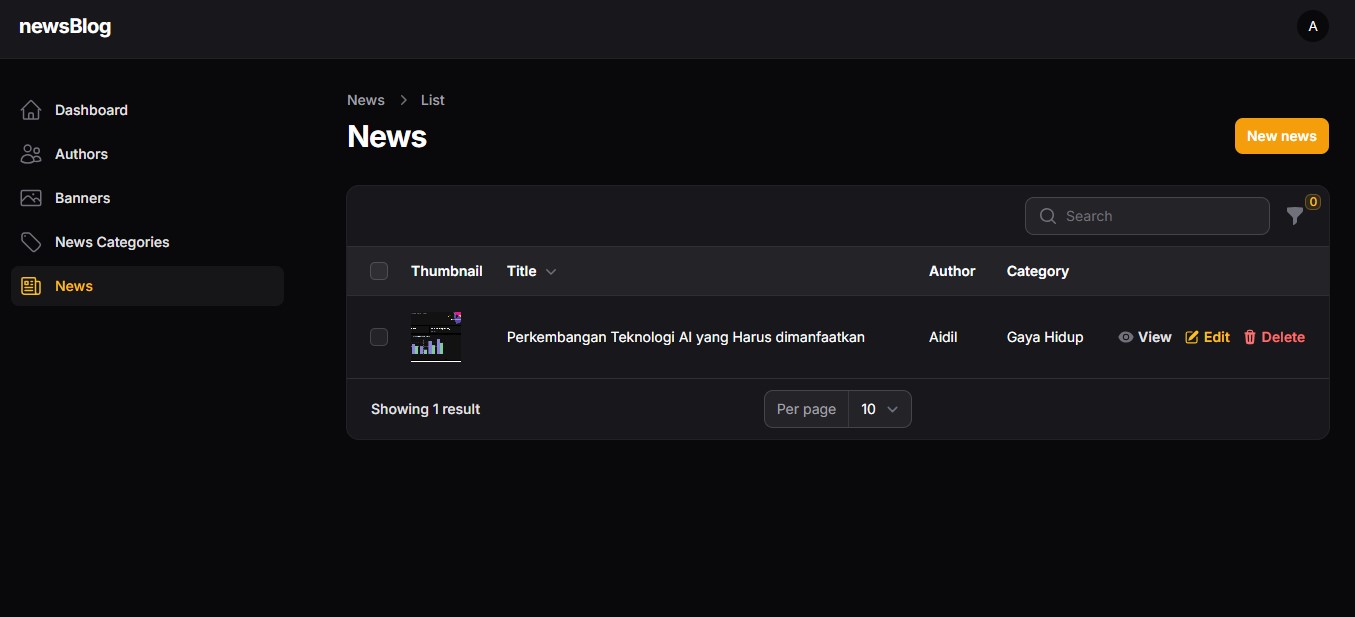 newsBlog
A
Dashboard
Authors
Banners
News Categories
News
News > List
News
New news
Search
0
Thumbnail Title Author Category
Perkembangan Teknologi AI yang Harus dimanfaatkan Aidil Gaya Hidup View Edit Delete
Showing 1 result
Per page 10